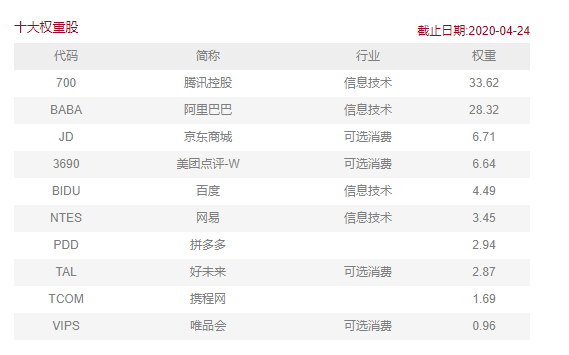 十大权重股 截止日期:2020-04-24
代码 简称 行业 权重
700 腾讯控股 信息技术 33.62
BABA 阿里巴巴 信息技术 28.32
JD 京东商城 可选消费 6.71
3690 美团点评-W 可选消费 6.64
BIDU 百度 信息技术 4.49
NTES 网易 信息技术 3.45
PDD 拼多多 2.94
TAL 好未来 可选消费 2.87
TCOM 携程网 1.69
VIPS 唯品会 可选消费 0.96